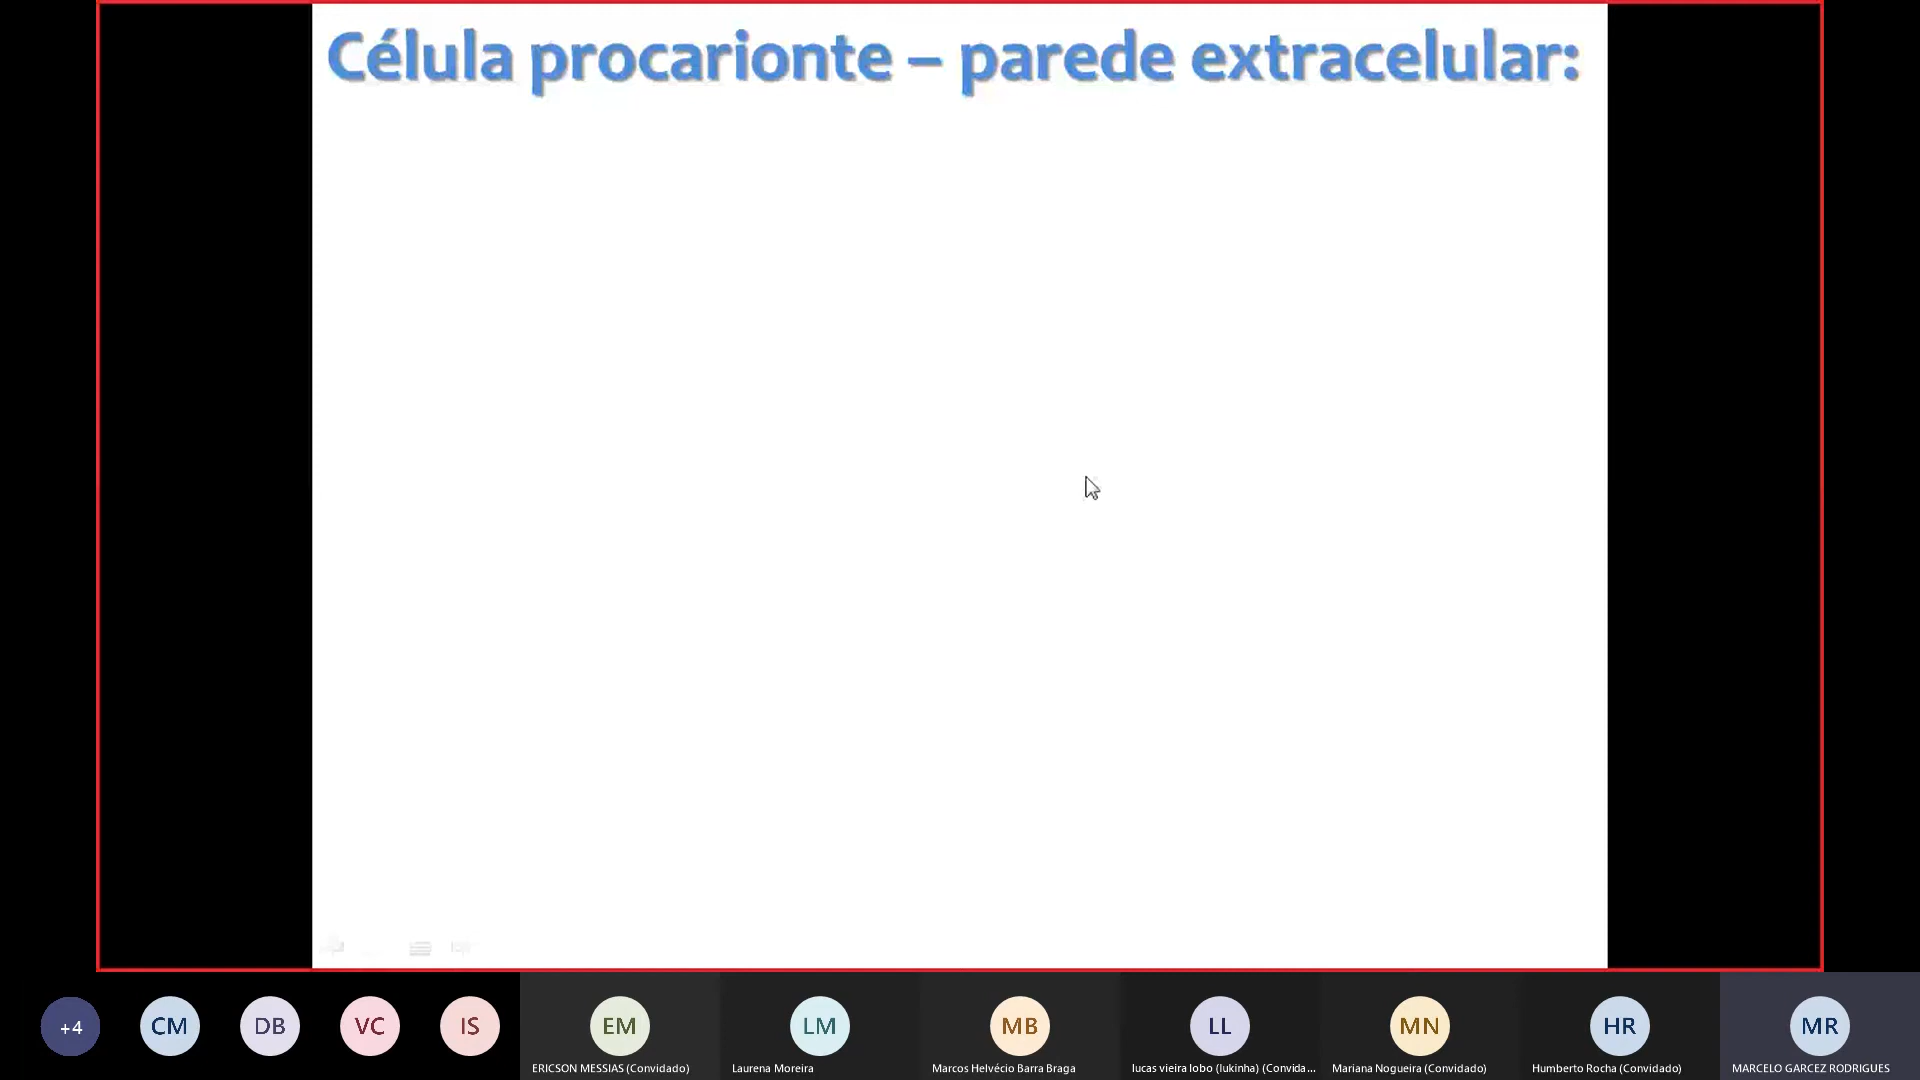 Célula procarionte – parede extracelular:
+4
CM
DB
VC
IS
EM
LM
MB
LL
MN
HR
MR
ERICSON MESSIAS (Convidado)
Laurena Moreira
Marcos Helvécio Barra Braga
lucas vieira lobo (lukinha) (Convida...
Mariana Nogueira (Convidado)
Humberto Rocha (Convidado)
MARCELO GARCEZ RODRIGUES